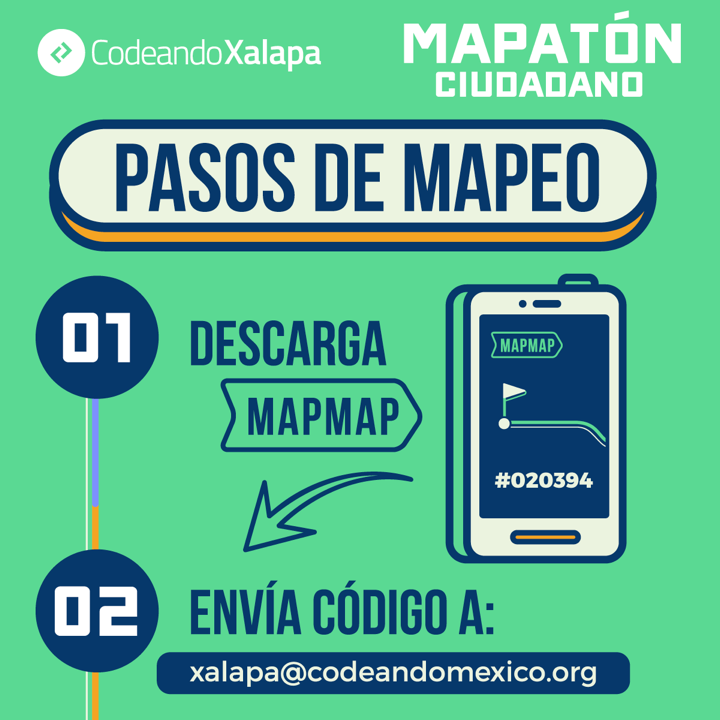 CodeandoXalapa
MAPATÓN
CIUDADANO
PASOS DE MAPEO
01
DESCARGA
MAPMAP
MAPMAP
#020394
02
ENVÍA CÓDIGO A:
xalapa@codeandomexico.org